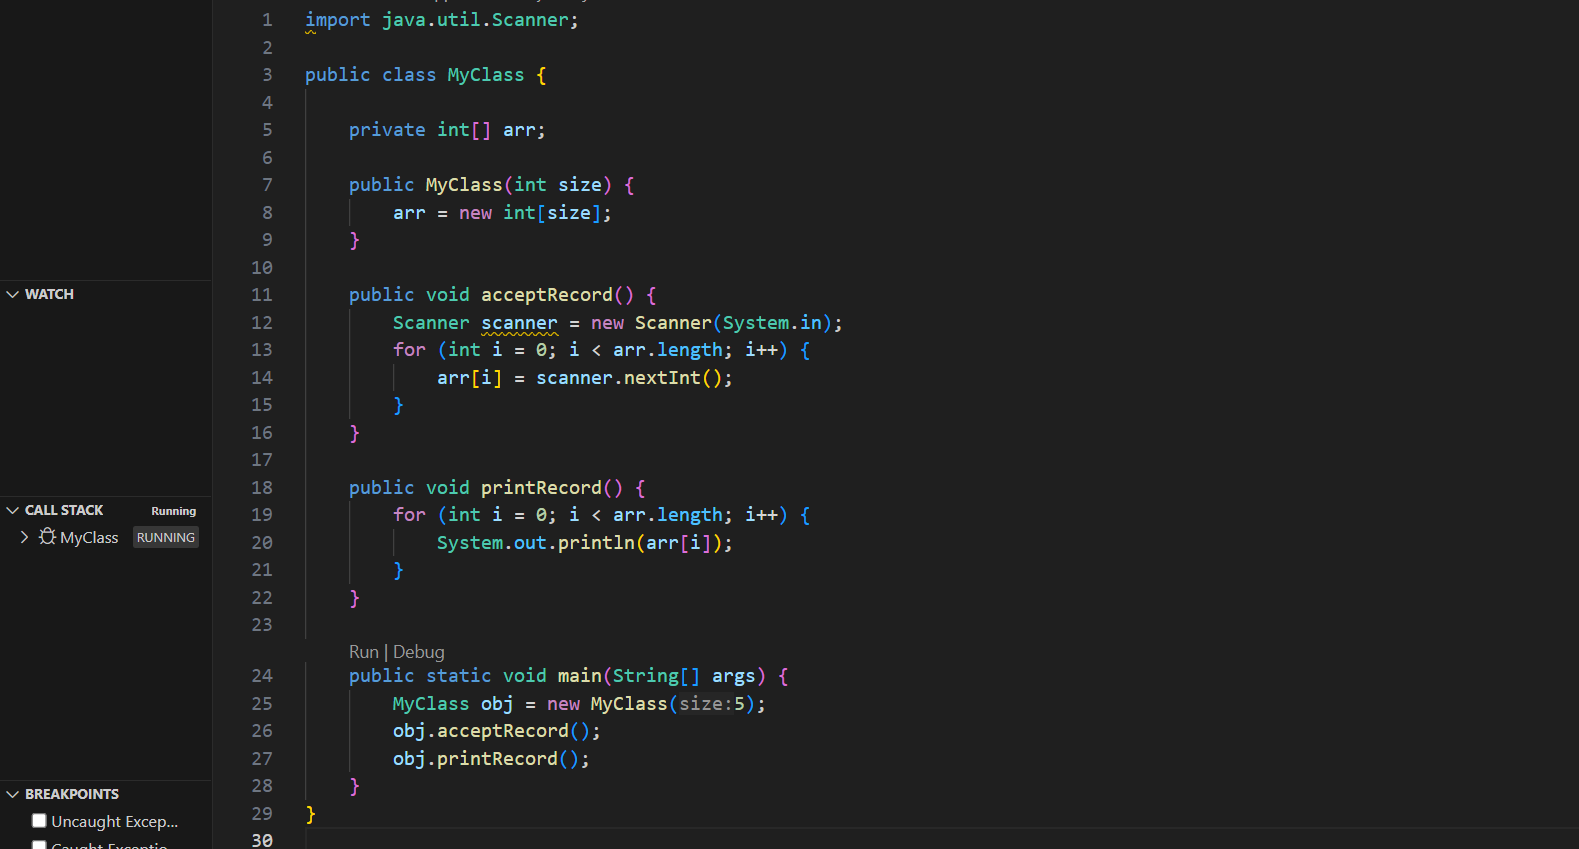 WATCH
CALL STACK Running
MyClass RUNNING
BREAKPOINTS
Uncaught Excep...
Caught Exceptio
1 import java.util.Scanner;
2
3 public class MyClass {
4
5 private int[] arr;
6
7 public MyClass(int size) {
8 arr = new int[size];
9 }
10
11 public void acceptRecord() {
12 Scanner scanner = new Scanner(System.in);
13 for (int i = 0; i < arr.length; i++) {
14 arr[i] = scanner.nextInt();
15 }
16 }
17
18 public void printRecord() {
19 for (int i = 0; i < arr.length; i++) {
20 System.out.println(arr[i]);
21 }
22 }
23
Run | Debug
24 public static void main(String[] args) {
25 MyClass obj = new MyClass(size:5);
26 obj.acceptRecord();
27 obj.printRecord();
28 }
29 }
30